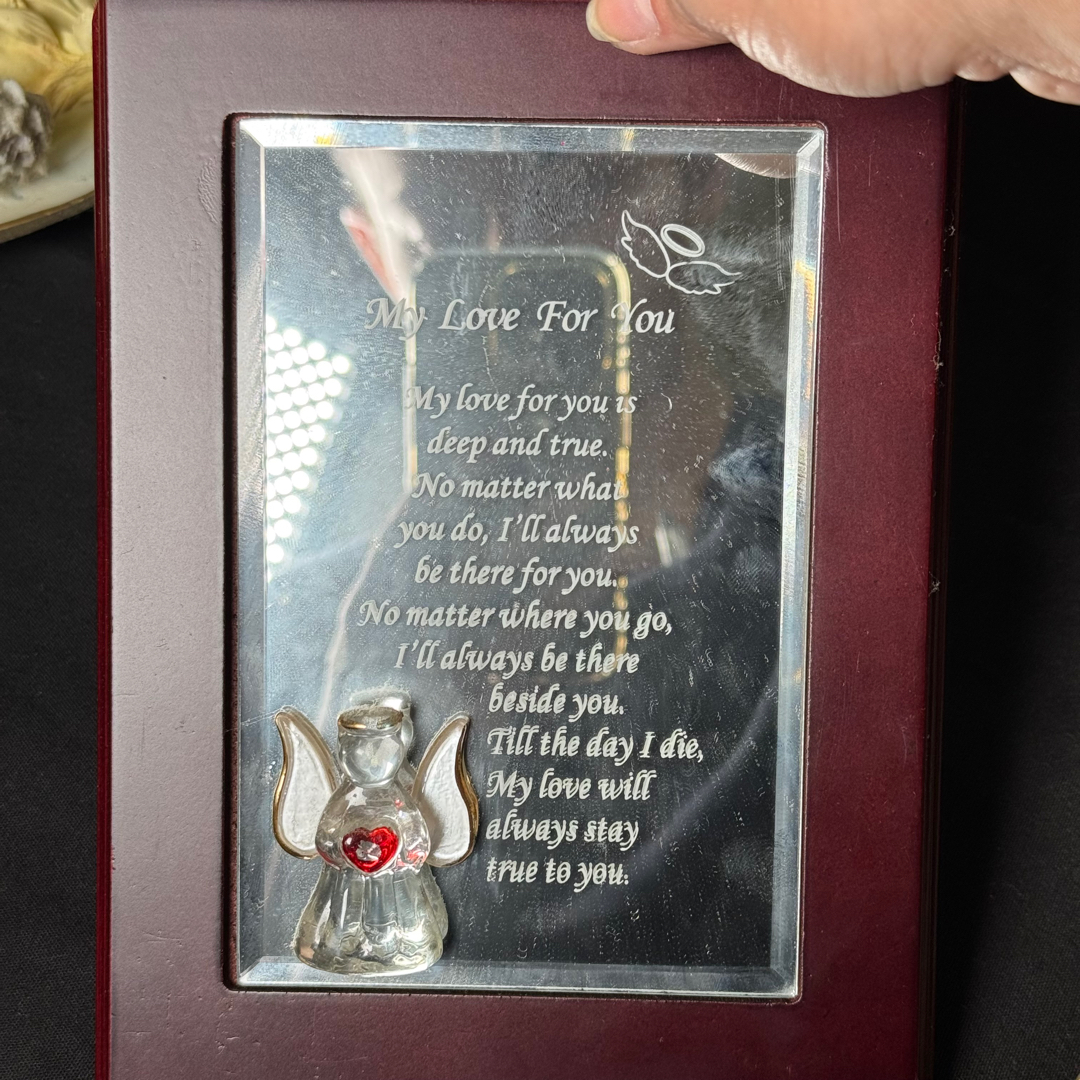 My Love For You
My love for you is
deep and true.
No matter what
you do, I'll always
be there for you.
No matter where you go,
I'll always be there
beside you.
Till the day I die,
My love will
always stay
true to you.